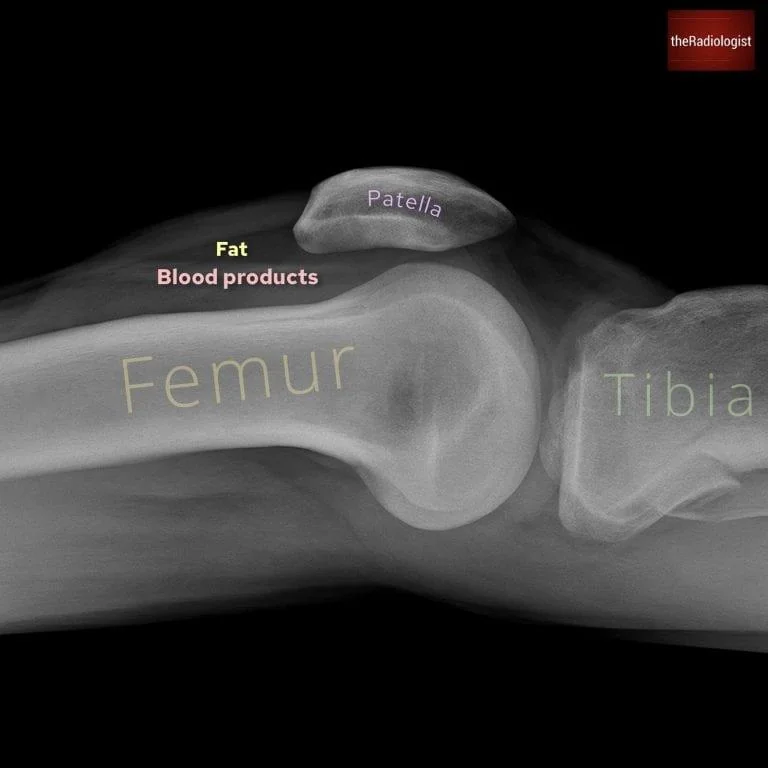 theRadiologist
Patella
Fat
Blood products
Femur
Tibia